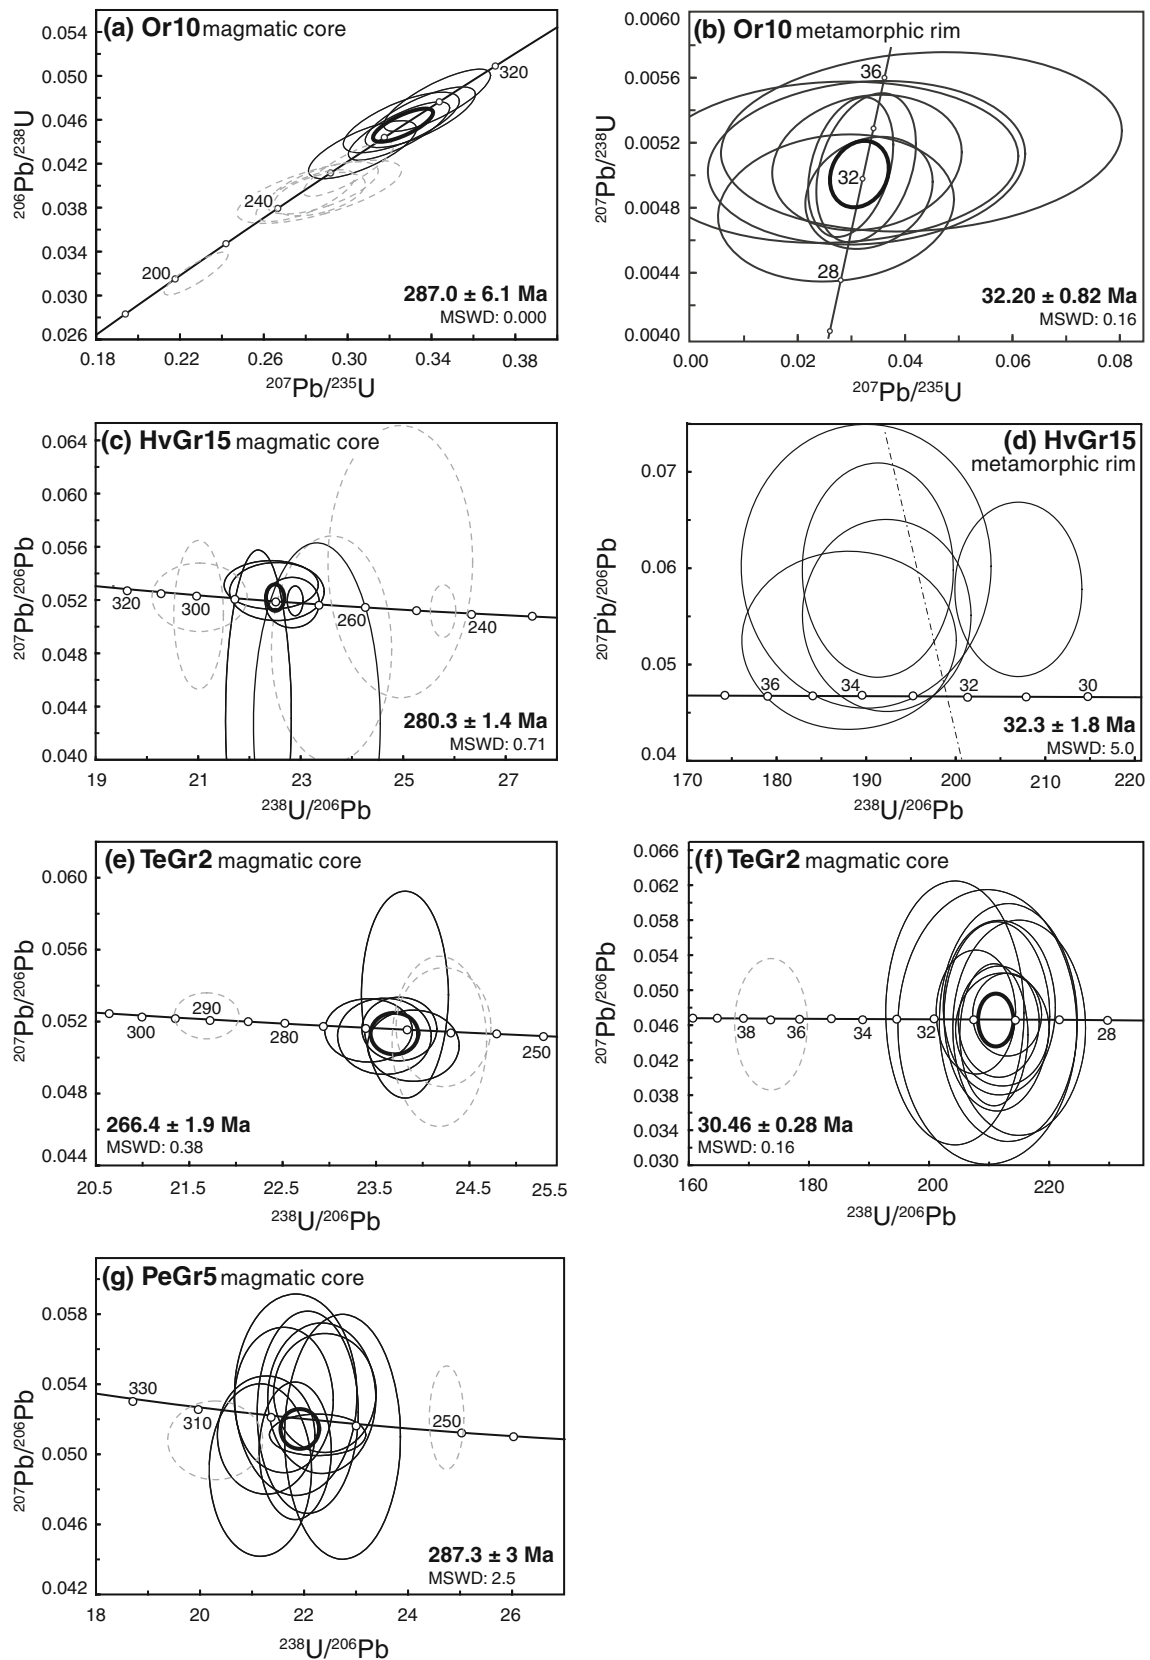 (a) Or10 magmatic core
0.054
0.050
0.046
0.042
0.038
0.034
0.030
0.026
206Pb/238U
320
240
200
287.0 ± 6.1 Ma
MSWD: 0.000
0.18 0.22 0.26 0.30 0.34 0.38
207Pb/235U
(b) Or10 metamorphic rim
0.0060
0.0056
0.0052
0.0048
0.0044
0.0040
207Pb/238U
36
32
28
32.20 ± 0.82 Ma
MSWD: 0.16
0.00 0.02 0.04 0.06 0.08
207Pb/235U
(c) HvGr15 magmatic core
0.064
0.060
0.056
0.052
0.048
0.044
0.040
207Pb/206Pb
320 300 260 240
280.3 ± 1.4 Ma
MSWD: 0.71
19 21 23 25 27
238U/206Pb
(d) HvGr15
metamorphic rim
0.07
0.06
0.05
0.04
207Pb/206Pb
36 34 32 30
32.3 ± 1.8 Ma
MSWD: 5.0
170 180 190 200 210 220
238U/206Pb
(e) TeGr2 magmatic core
0.060
0.056
0.052
0.048
0.044
207Pb/206Pb
300 290 280 250
266.4 ± 1.9 Ma
MSWD: 0.38
20.5 21.5 22.5 23.5 24.5 25.5
238U/206Pb
(f) TeGr2 magmatic core
0.066
0.062
0.058
0.054
0.050
0.046
0.042
0.038
0.034
0.030
207Pb/206Pb
38 36 34 32 28
30.46 ± 0.28 Ma
MSWD: 0.16
160 180 200 220
238U/206Pb
(g) PeGr5 magmatic core
0.058
0.054
0.050
0.046
0.042
207Pb/206Pb
330
310
250
287.3 ± 3 Ma
MSWD: 2.5
18 20 22 24 26
238U/206Pb